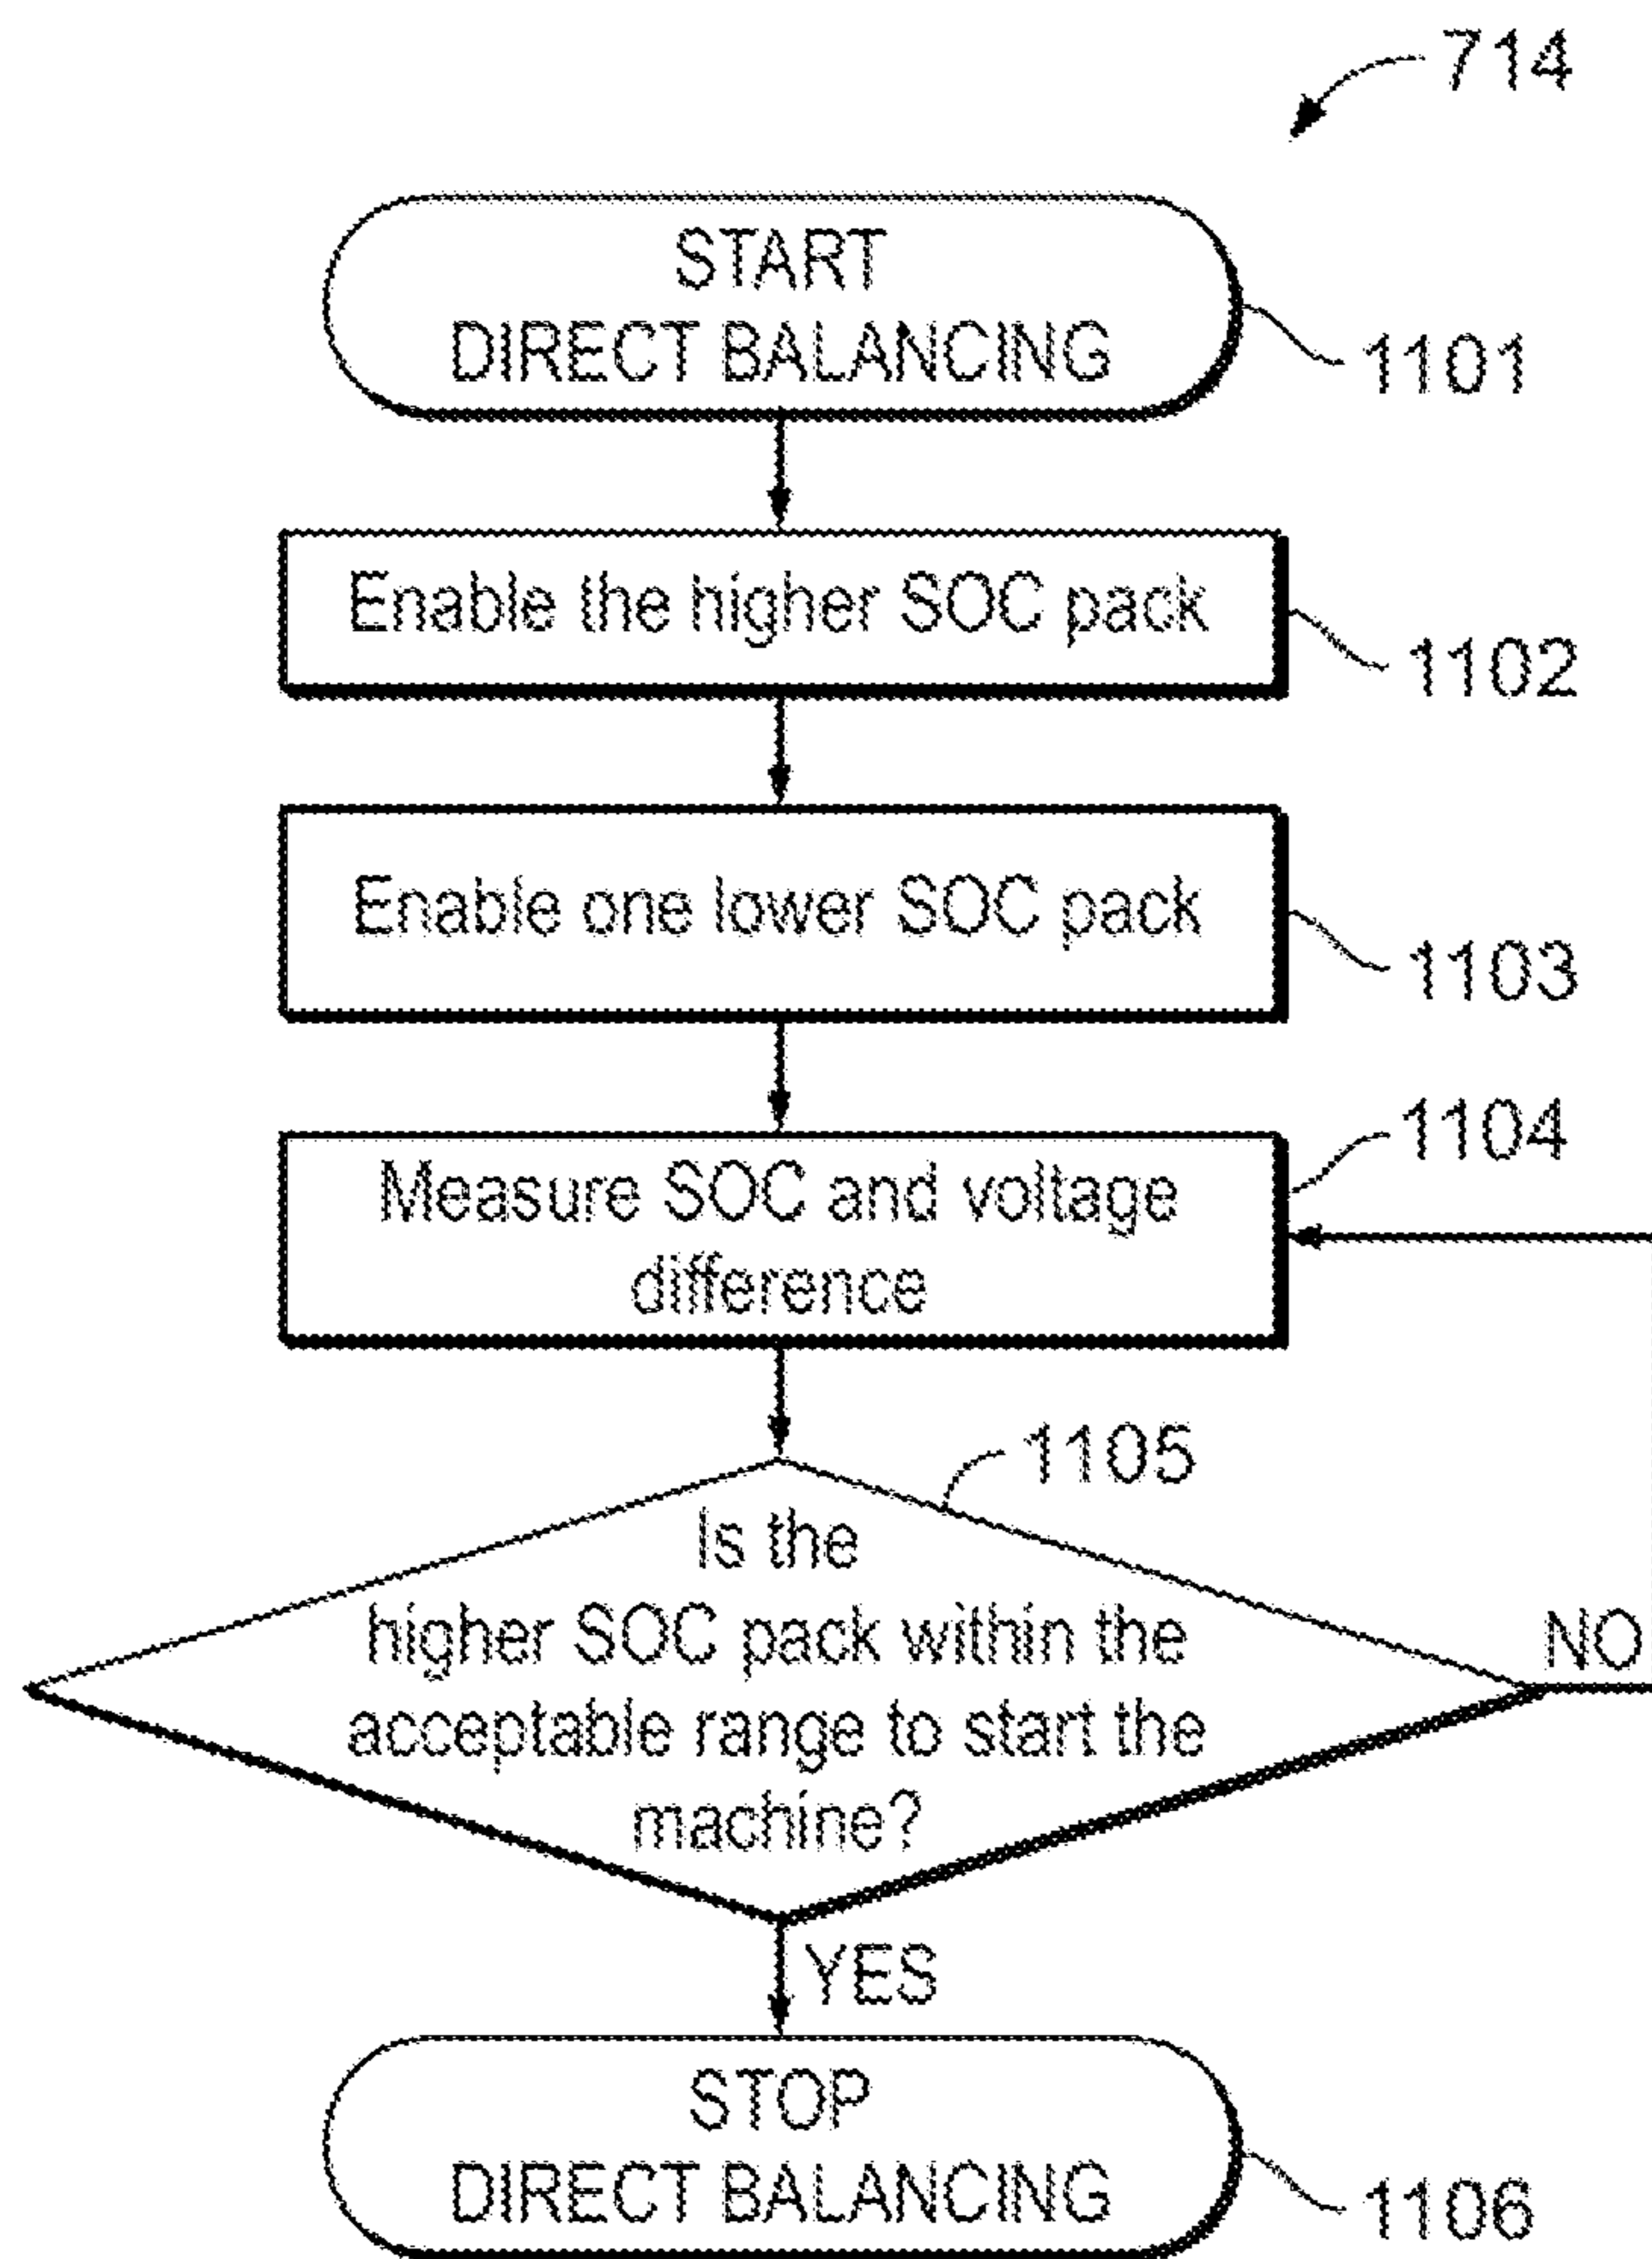 714
START
DIRECT BALANCING
1101
Enable the higher SOC pack
1102
Enable one lower SOC pack
1103
1104
Measure SOC and voltage
difference
1105
Is the
higher SOC pack within the
acceptable range to start the
machine?
NO
YES
STOP
DIRECT BALANCING
1106